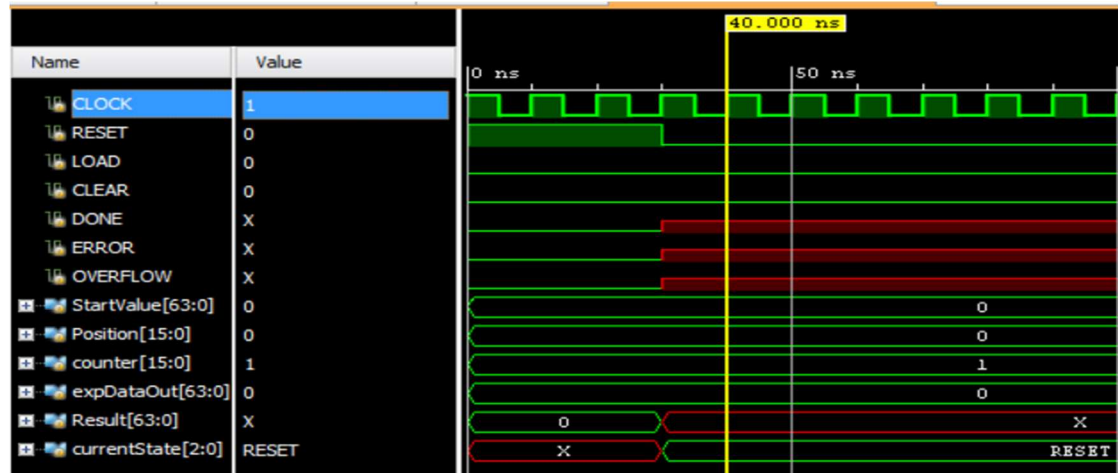 40.000 ns
Name Value
0 ns 50 ns
CLOCK 1
RESET 0
LOAD 0
CLEAR 0
DONE X
ERROR X
OVERFLOW X
StartValue[63:0] 0 0
Position[15:0] 0 0
counter[15:0] 1 1
expDataOut[63:0] 0 0
Result[63:0] X 0 X
currentState[2:0] RESET X RESET